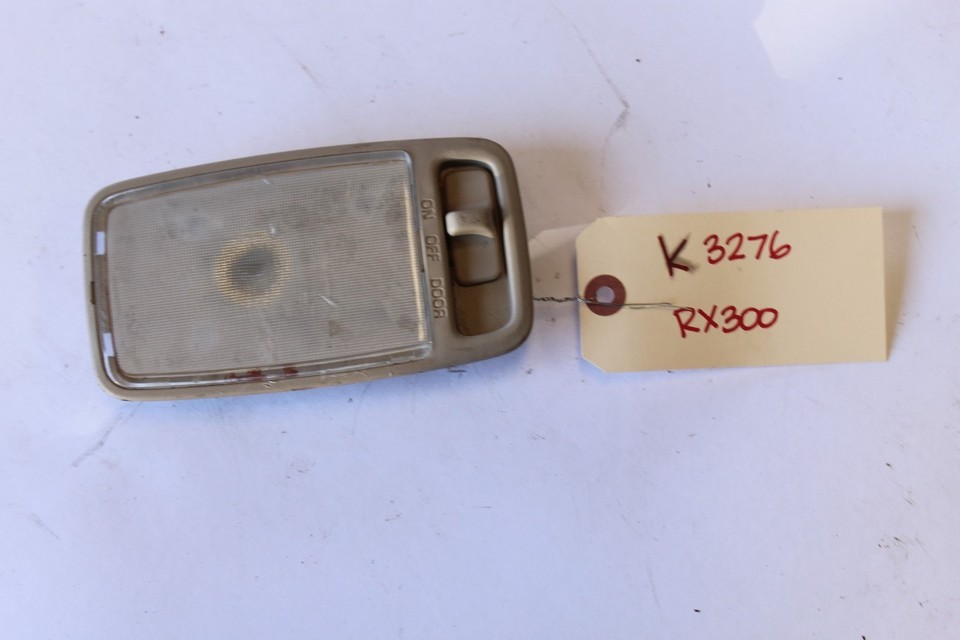 ON OFF DOOR
K 3276
RX300